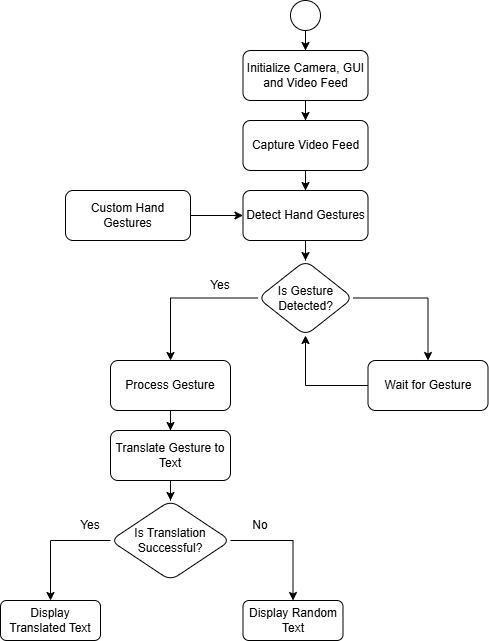 Initialize Camera, GUI
and Video Feed
Capture Video Feed
Custom Hand
Gestures
Detect Hand Gestures
Yes
Is Gesture
Detected?
Process Gesture
Wait for Gesture
Translate Gesture to
Text
Yes
Is Translation
Successful?
No
Display
Translated Text
Display Random
Text